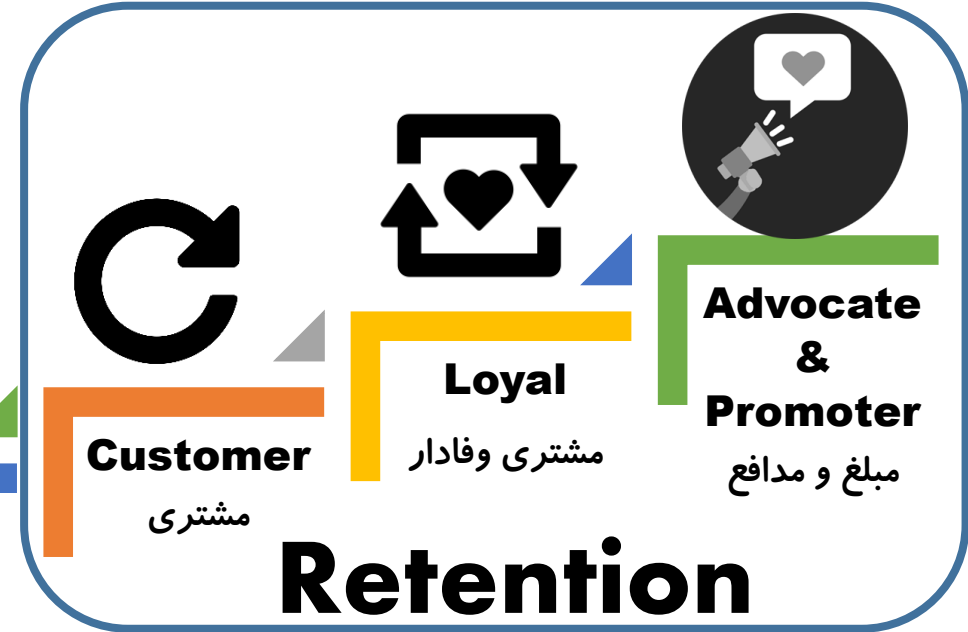 Customer
مشتری
Loyal
مشتری وفادار
Advocate
&
Promoter
مبلغ و مدافع
Retention